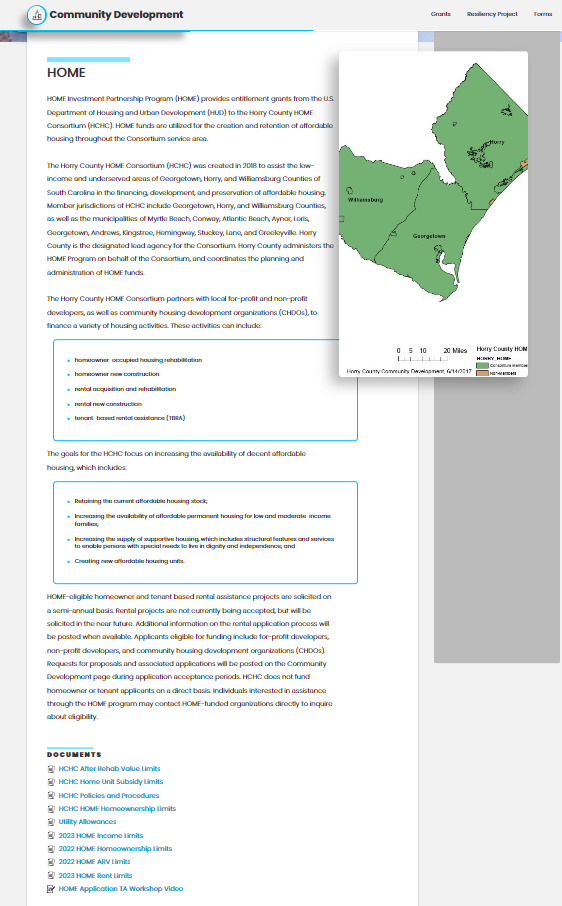 Community Development
Grants
Resiliency Project
Forms
HOME
HOME Investment Partnership Program (HOME) provides entitlement grants from the U.S.
Department of Housing and Urban Development (HUD) to the Horry County HOME
Consortium (HCHC). HOME funds are utilized for the creation and retention of affordable
housing throughout the Consortium service area.
The Horry County HOME Consortium (HCHC) was created in 2018 to assist the low-
income and underserved areas of Georgetown, Horry, and Williamsburg Counties of
South Carolina in the financing, development, and preservation of affordable housing.
Member jurisdictions of HCHC include Georgetown, Horry, and Williamsburg Counties,
as well as the municipalities of Myrtle Beach, Conway, Atlantic Beach, Aynor, Loris,
Georgetown, Andrews, Kingstree, Hemingway, Stuckey, Lane, and Greeleyville. Horry
County is the designated lead agency for the Consortium. Horry County administers the
HOME Program on behalf of the Consortium, and coordinates the planning and
administration of HOME funds.
The Horry County HOME Consortium partners with local for-profit and non-profit
developers, as well as community housing development organizations (CHDOs), to
finance a variety of housing activities. These activities can include:
homeowner-occupied housing rehabilitation
homeowner new construction
rental acquisition and rehabilitation
rental new construction
tenant-based rental assistance (TBRA)
The goals for the HCHC focus on increasing the availability of decent affordable
housing, which includes:
Retaining the current affordable housing stock;
Increasing the availability of affordable permanent housing for low and moderate-income
families;
Increasing the supply of supportive housing, which includes structural features and services
to enable persons with special needs to live in dignity and independence; and
Creating new affordable housing units.
HOME-eligible homeowner and tenant based rental assistance projects are solicited on
a semi-annual basis. Rental projects are not currently being accepted, but will be
solicited in the near future. Additional information on the rental application process will
be posted when available. Applicants eligible for funding include for-profit developers,
non-profit developers, and community housing development organizations (CHDOs).
Requests for proposals and associated applications will be posted on the Community
Development page during application acceptance periods. HCHC does not fund
homeowner or tenant applicants on a direct basis. Individuals interested in assistance
through the HOME program may contact HOME-funded organizations directly to inquire
about eligibility.
DOCUMENTS
HCHC After Rehab Value Limits
HCHC Home Unit Subsidy Limits
HCHC Policies and Procedures
HCHC HOME Homeownership Limits
Utility Allowances
2023 HOME Income Limits
2022 HOME Homeownership Limits
2022 HOME ARV Limits
2023 HOME Rent Limits
HOME Application TA Workshop Video
Horry
Williamsburg
Georgetown
0 5 10 20 Miles
Horry County HOM
HORRY_HOME
Consortium Member
Non-Members
Horry County Community Development, 6/14/2017